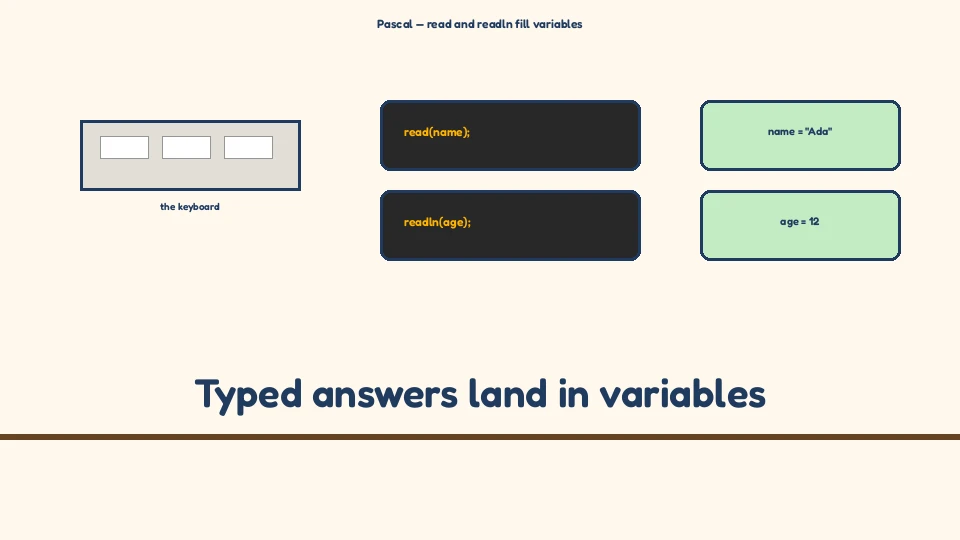 Pascal — read and readln fill variables
read(name);
name = "Ada"
the keyboard
readln(age);
age = 12
Typed answers land in variables